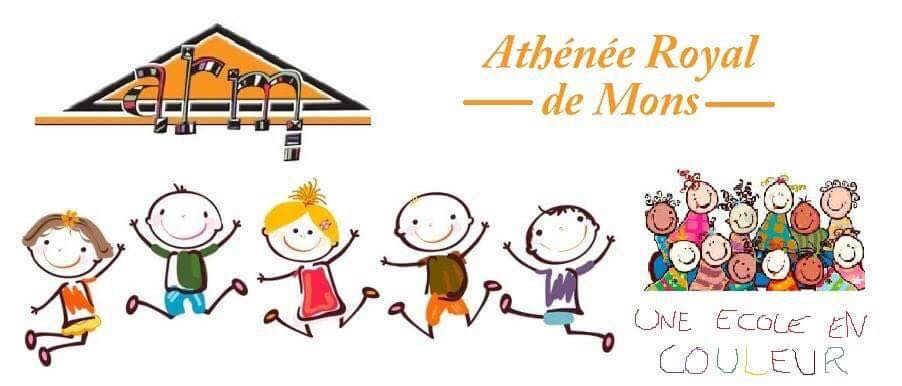 arm
Athénée Royal
de Mons
UNE ECOLE EN
COULEUR